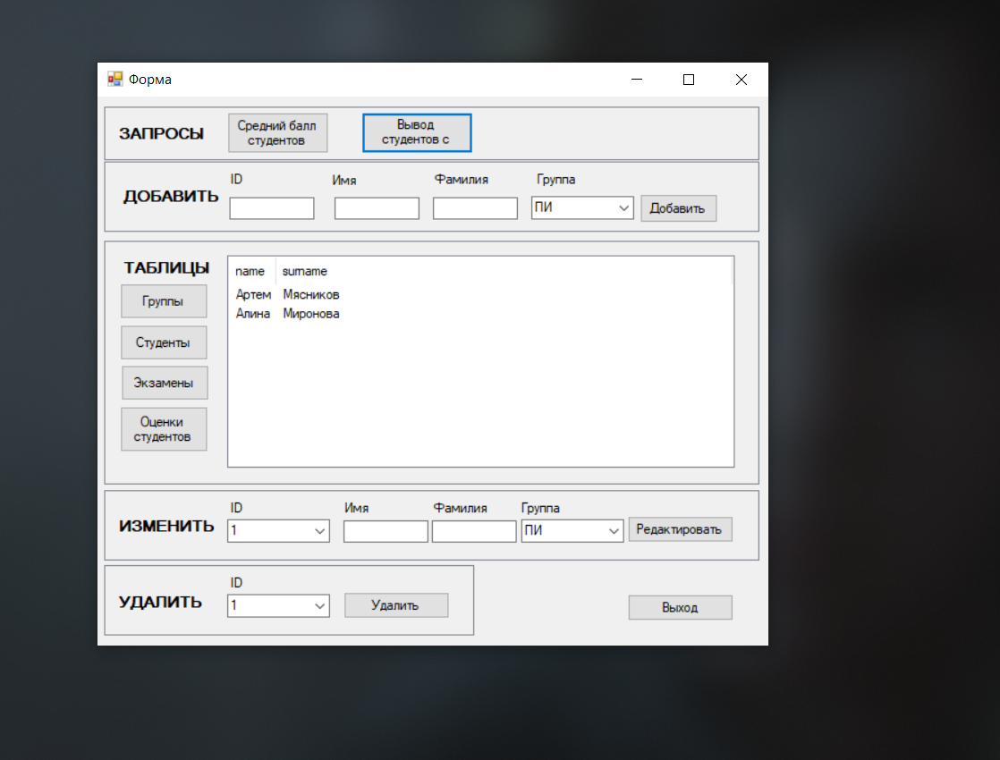 Форма
ЗАПРОСЫ
Средний балл
студентов
Вывод
студентов с
ДОБАВИТЬ
ID
Имя
Фамилия
Группа
ПИ
Добавить
ТАБЛИЦЫ
Группы
Студенты
Экзамены
Оценки
студентов
name surname
Артем Мясников
Алина Миронова
ИЗМЕНИТЬ
ID
Имя
Фамилия
Группа
1
ПИ
Редактировать
УДАЛИТЬ
ID
1
Удалить
Выход